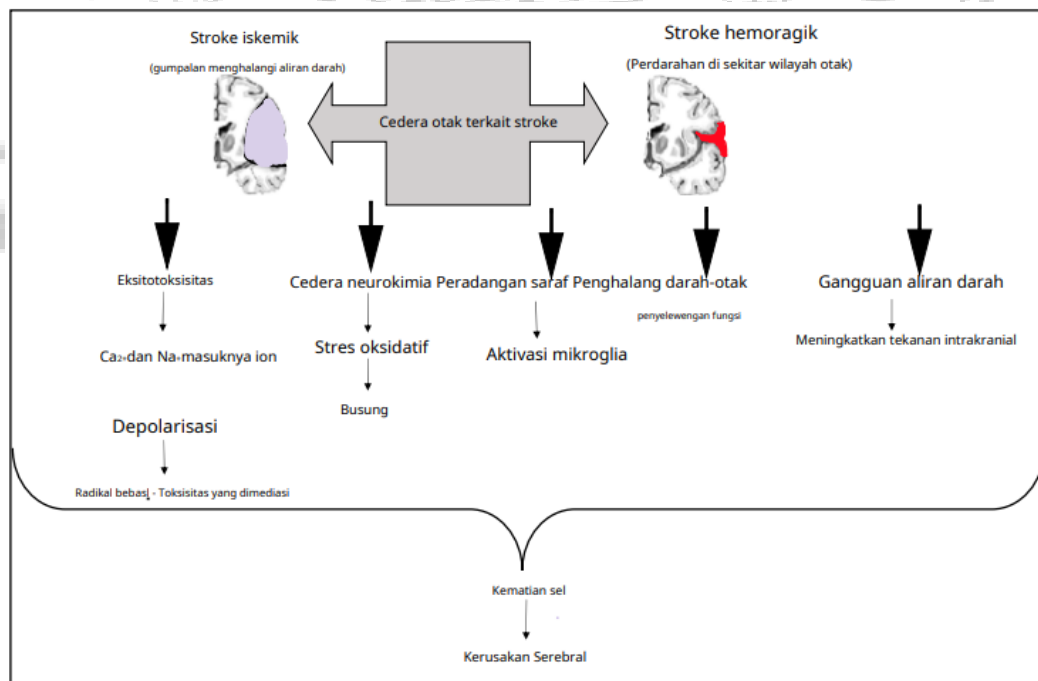 Stroke iskemik
(gumpalan menghalangi aliran darah)
Stroke hemoragik
(Perdarahan di sekitar wilayah otak)
Cedera otak terkait stroke
Eksitotoksisitas
Cedera neurokimia Peradangan saraf Penghalang darah-otak
Gangguan aliran darah
penyelewengan fungsi
Ca2+dan Na+masuknya ion
Stres oksidatif
Aktivasi mikroglia
Meningkatkan tekanan intrakranial
Busung
Depolarisasi
Radikal bebas - Toksisitas yang dimediasi
Kematian sel
Kerusakan Serebral